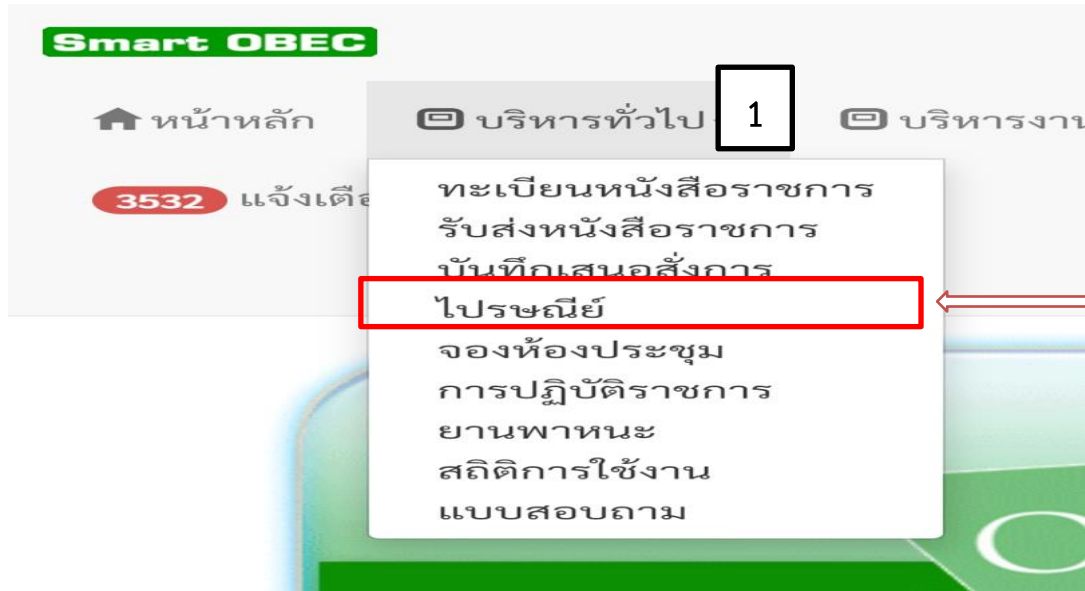 Smart OBEC
หน้าหลัก บริหารทั่วไป 1 บริหารงาน
3532 แจ้งเตือ
ทะเบียนหนังสือราชการ
รับส่งหนังสือราชการ
บันทึกเสนอสั่งการ
ไปรษณีย์
จองห้องประชุม
การปฏิบัติราชการ
ยานพาหนะ
สถิติการใช้งาน
แบบสอบถาม